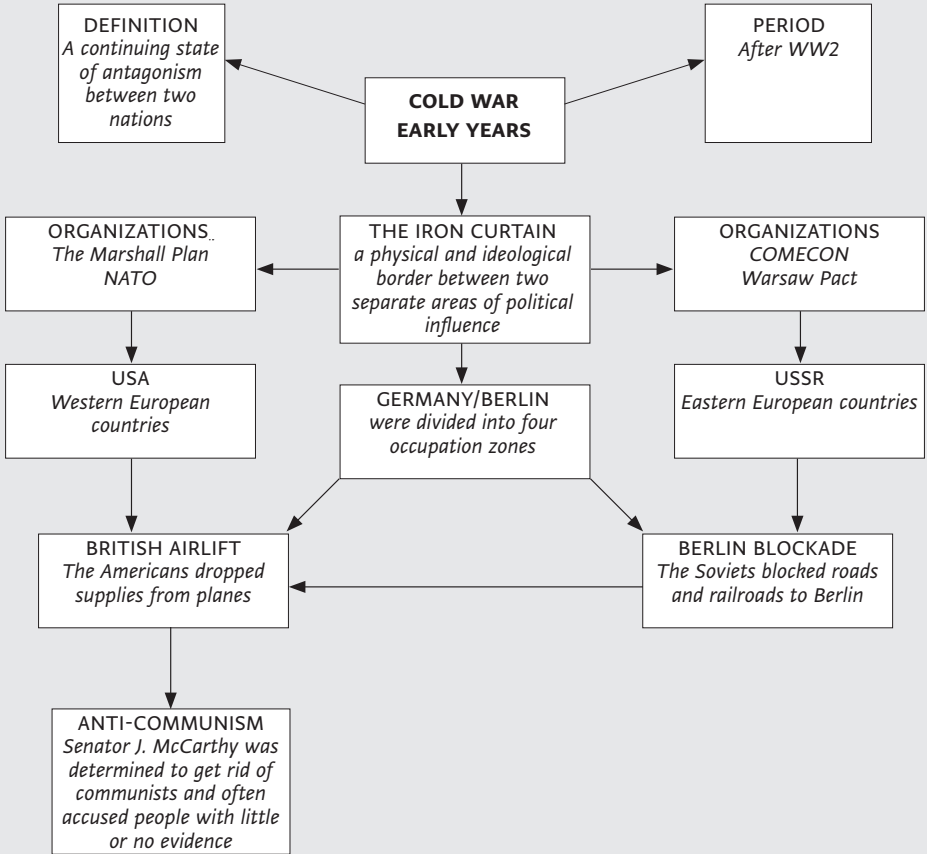 DEFINITION
A continuing state
of antagonism
between two
nations
PERIOD
After WW2
COLD WAR
EARLY YEARS
ORGANIZATIONS
The Marshall Plan
NATO
THE IRON CURTAIN
a physical and ideological
border between two
separate areas of political
influence
ORGANIZATIONS
COMECON
Warsaw Pact
USA
Western European
countries
GERMANY/BERLIN
were divided into four
occupation zones
USSR
Eastern European countries
BRITISH AIRLIFT
The Americans dropped
supplies from planes
BERLIN BLOCKADE
The Soviets blocked roads
and railroads to Berlin
ANTI-COMMUNISM
Senator J. McCarthy was
determined to get rid of
communists and often
accused people with little
or no evidence